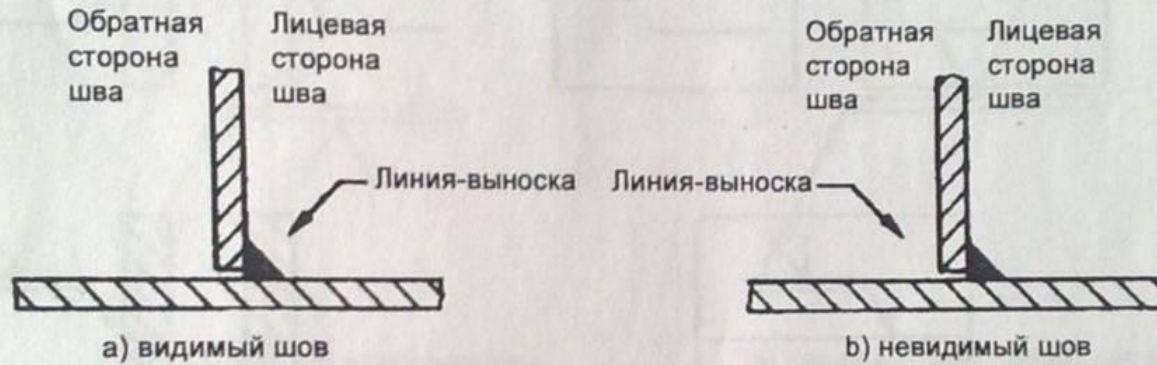 Обратная
сторона
шва
Лицевая
сторона
шва
Линия-выноска
а) видимый шов
Обратная
сторона
шва
Лицевая
сторона
шва
Линия-выноска
b) невидимый шов